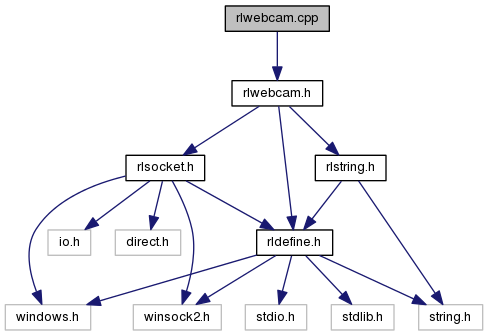 rlwebcam.cpp
rlwebcam.h
rlsocket.h
rlstring.h
io.h
direct.h
rldefine.h
windows.h
winsock2.h
stdio.h
stdlib.h
string.h